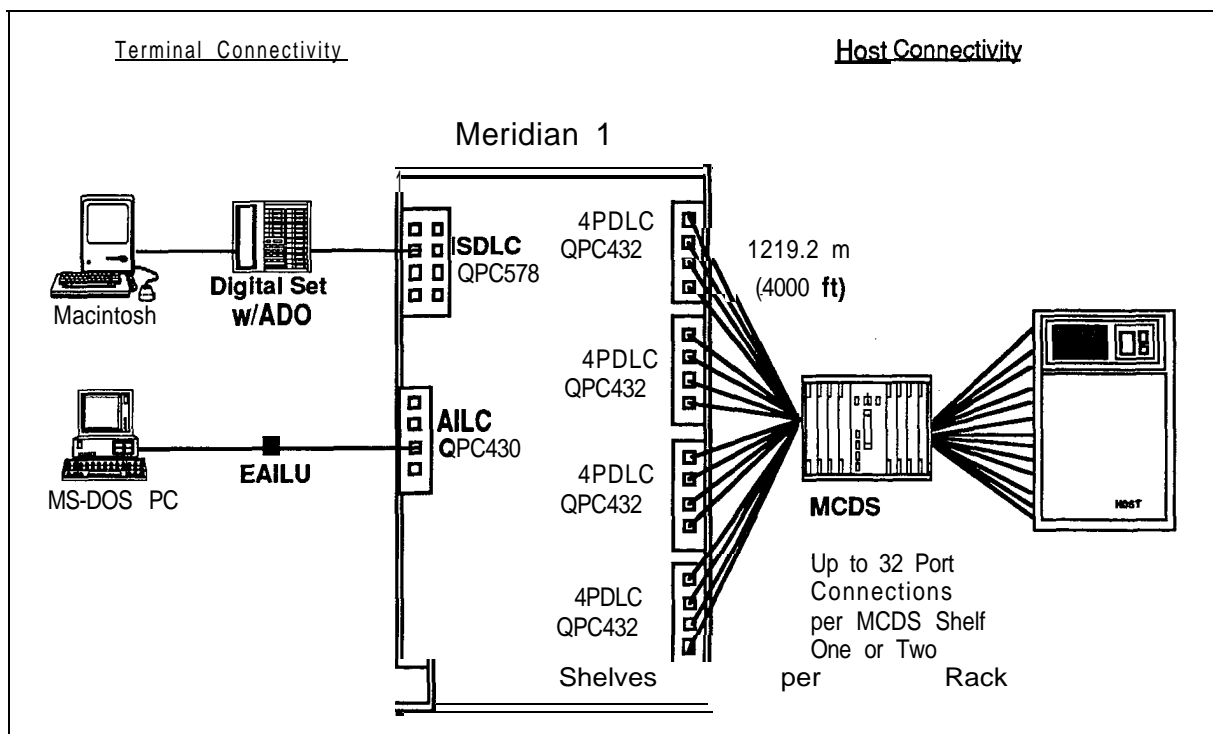 Terminal Connectivity
Host Connectivity
Meridian 1
Macintosh
Digital Set
w/ADO
ISDLC
QPC578
MS-DOS PC
EAILU
AILC
QPC430
4PDLC
QPC432
4PDLC
QPC432
4PDLC
QPC432
4PDLC
QPC432
1219.2 m
(4000 ft)
MCDS
HOST
Up to 32 Port
Connections
per MCDS Shelf
One or Two
Shelves per Rack